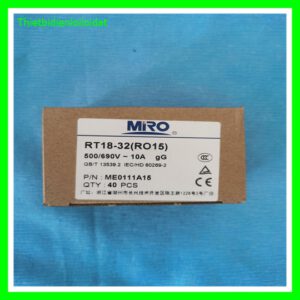 Thietbidiennoimidat
MIRO
RT18-32(RO15)
500/690V ~ 10A gG
GB/T 13539.2 IEC/HD 60269-2
P/N: ME0111A15
QTY: 40 PCS